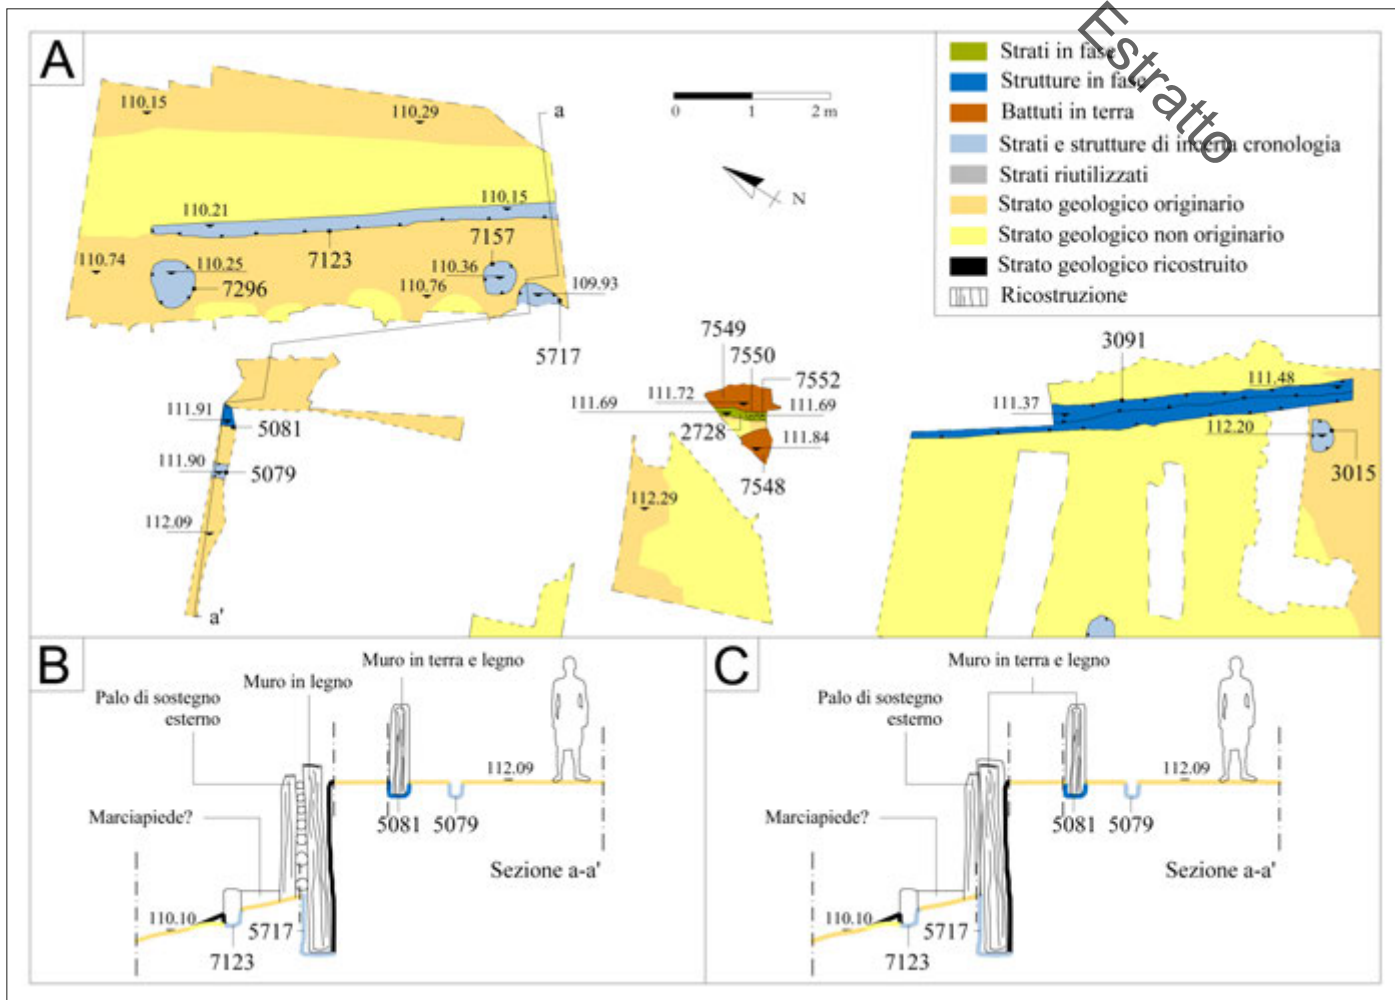 A
Estratto
Strati in fase
Strutture in fase
Battuti in terra
Strati e strutture di incerta cronologia
Strati riutilizzati
Strato geologico originario
Strato geologico non originario
Strato geologico ricostruito
Ricostruzione
0 1 2 m
N
110.15
110.29
a
110.21
110.15
7123
7157
110.74
110.25
110.36
7296
110.76
109.93
5717
111.91
5081
111.90
5079
112.09
a'
7549
7550
7552
111.72
111.69
111.69
2728
111.84
7548
112.29
3091
111.48
111.37
112.20
3015
B
Muro in terra e legno
Muro in legno
Palo di sostegno
esterno
112.09
5081
5079
Marciapiede?
Sezione a-a'
110.10
5717
7123
C
Muro in terra e legno
Palo di sostegno
esterno
112.09
5081
5079
Marciapiede?
Sezione a-a'
110.10
5717
7123